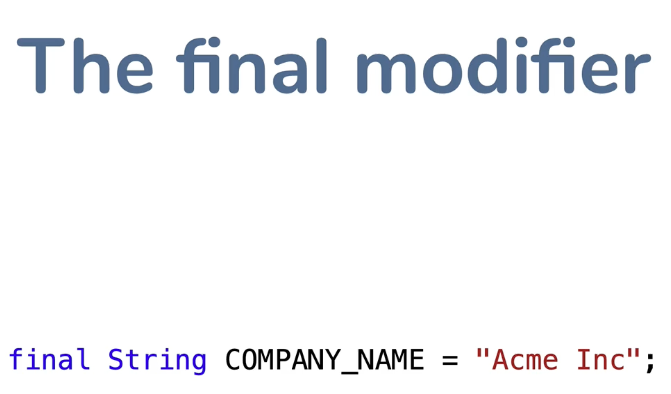 The final modifier
final String COMPANY_NAME = "Acme Inc";